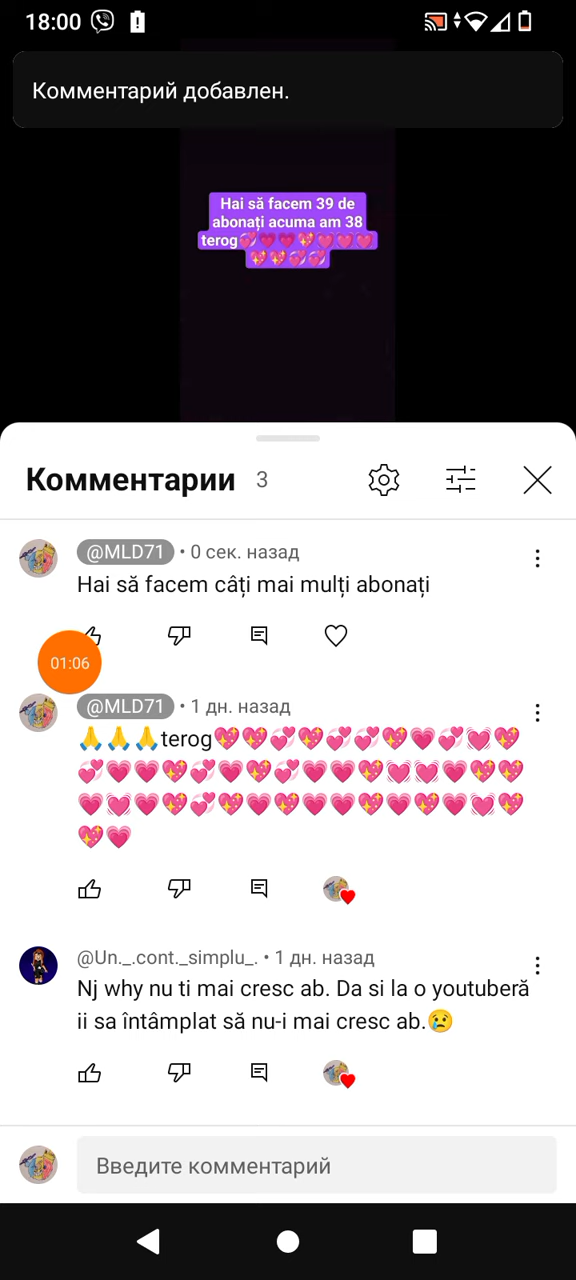 18:00
Комментарий добавлен.
Hai să facem 39 de
abonați acuma am 38
terog💞💗💗💖💗💗💗
💖💖💞💞
Комментарии 3
@MLD71 • 0 сек. назад
Hai să facem câți mai mulți abonați
01:06
@MLD71 • 1 дн. назад
🙏🙏🙏terog💖💖💞💖💞💞💖💗💞💓💖
💞💗💗💖💞💗💖💞💗💗💖💓💓💗💖💖
💗💓💗💖💞💖💗💖💗💗💖💗💖💗💓💖
💖💗
@Un._.cont._simplu_. • 1 дн. назад
Nj why nu ti mai cresc ab. Da si la o youtuberă
ii sa întâmplat să nu-i mai cresc ab.😢
Введите комментарий